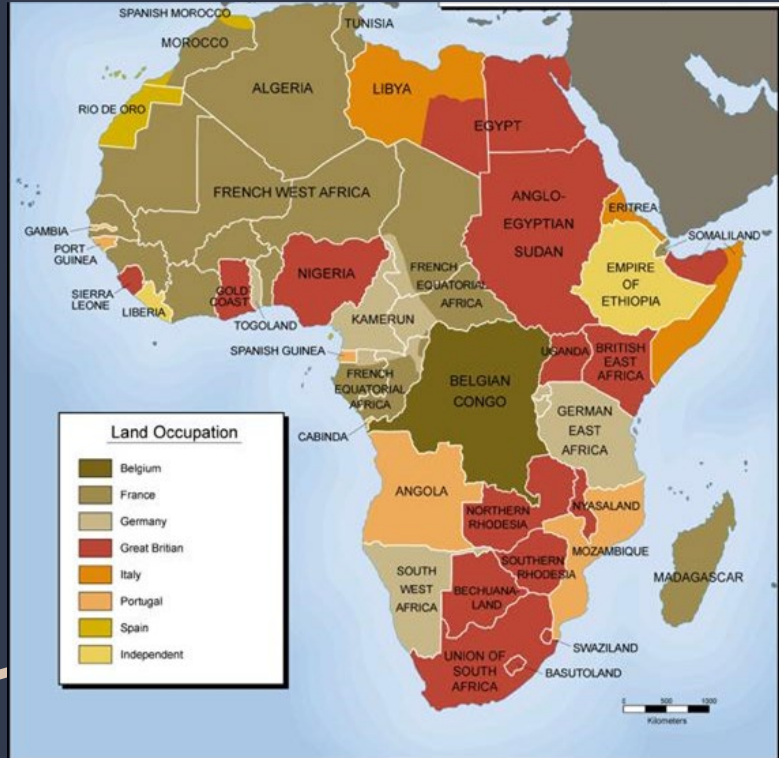 SPANISH MOROCCO
TUNISIA
MOROCCO
ALGERIA
LIBYA
EGYPT
RIO DE ORO
FRENCH WEST AFRICA
ANGLO-
EGYPTIAN
SUDAN
ERITREA
SOMALILAND
GAMBIA
PORT
GUINEA
NIGERIA
FRENCH
EQUATORIAL
AFRICA
EMPIRE
OF
ETHIOPIA
SIERRA
LEONE
LIBERIA
GOLD
COAST
TOGOLAND
KAMERUN
SPANISH GUINEA
UGANDA
BRITISH
EAST
AFRICA
FRENCH
EQUATORIAL
AFRICA
BELGIAN
CONGO
CABINDA
GERMAN
EAST
AFRICA
ANGOLA
NORTHERN
RHODESIA
NYASALAND
MOZAMBIQUE
SOUTHERN
RHODESIA
MADAGASCAR
SOUTH
WEST
AFRICA
BECHUANA-
LAND
SWAZILAND
UNION OF
SOUTH
AFRICA
BASUTOLAND
Land Occupation
Belgium
France
Germany
Great Britian
Italy
Portugal
Spain
Independent
0 500 1000
Kilometers